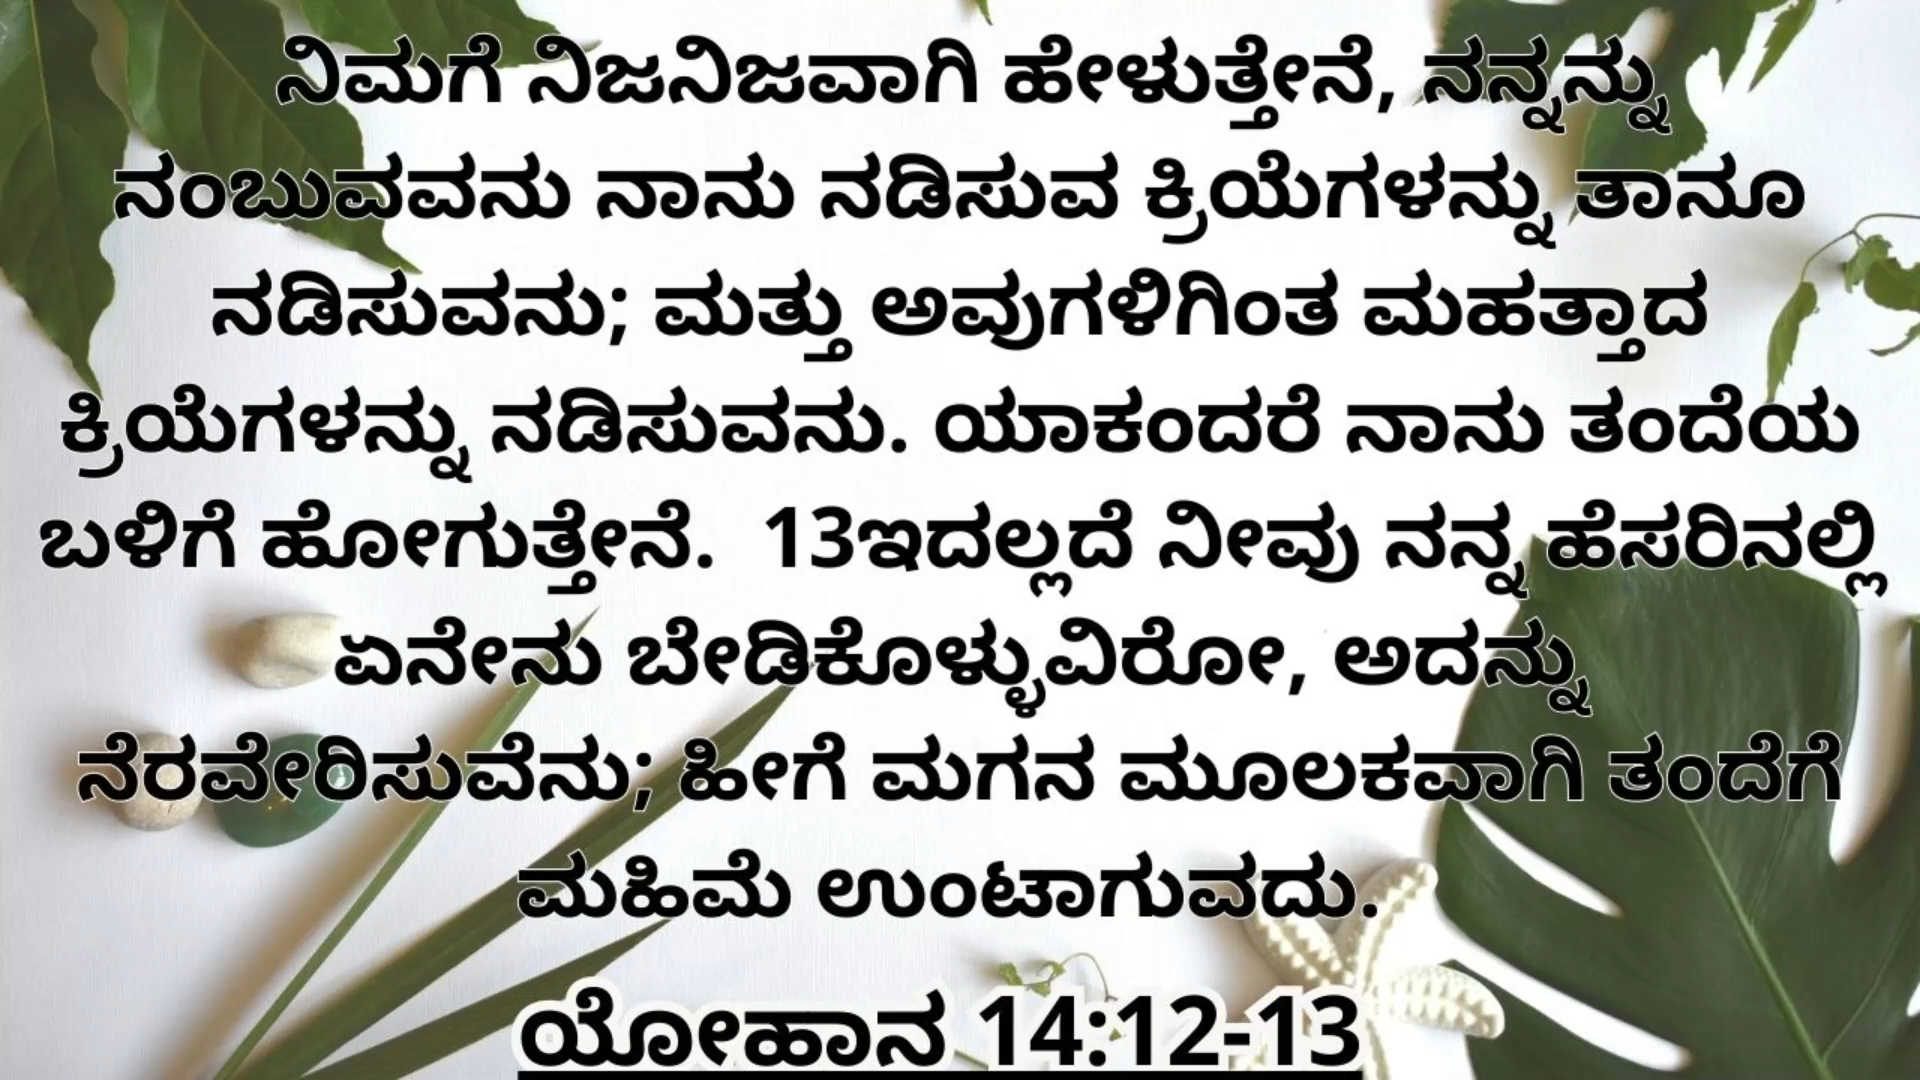 ನಿಮಗೆ ನಿಜನಿಜವಾಗಿ ಹೇಳುತ್ತೇನೆ, ನನ್ನನ್ನು
ನಂಬುವವನು ನಾನು ನಡಿಸುವ ಕ್ರಿಯೆಗಳನ್ನು ತಾನೂ
ನಡಿಸುವನು; ಮತ್ತು ಅವುಗಳಿಗಿಂತ ಮಹತ್ತಾದ
ಕ್ರಿಯೆಗಳನ್ನು ನಡಿಸುವನು. ಯಾಕಂದರೆ ನಾನು ತಂದೆಯ
ಬಳಿಗೆ ಹೋಗುತ್ತೇನೆ. 13ಇದಲ್ಲದೆ ನೀವು ನನ್ನ ಹೆಸರಿನಲ್ಲಿ
ಏನೇನು ಬೇಡಿಕೊಳ್ಳುವಿರೋ, ಅದನ್ನು
ನೆರವೇರಿಸುವೆನು; ಹೀಗೆ ಮಗನ ಮೂಲಕವಾಗಿ ತಂದೆಗೆ
ಮಹಿಮೆ ಉಂಟಾಗುವದು.
ಯೋಹಾನ 14:12-13